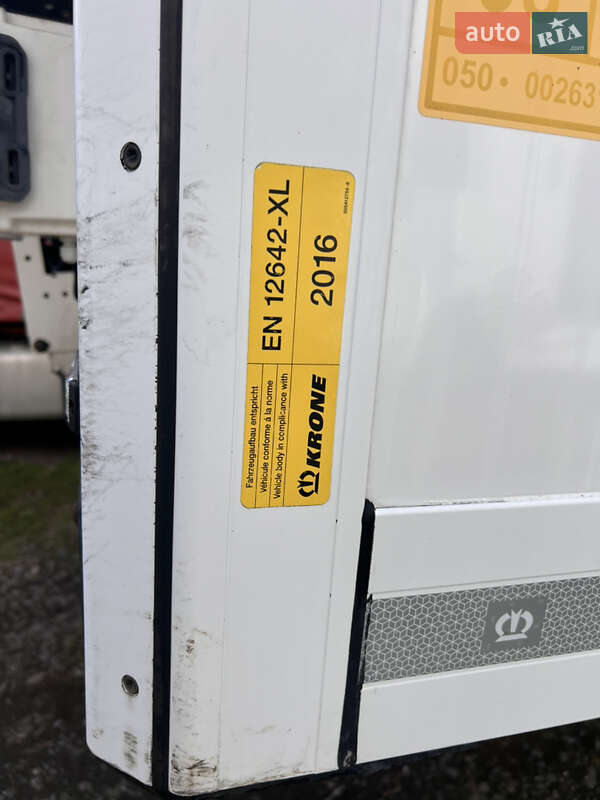 auto RIA.com
050 · 00263
Fahrzeugaufbau entspricht
Véhicule conforme à la norme
Vehicle body in compliance with
EN 12642-XL
KRONE
2016